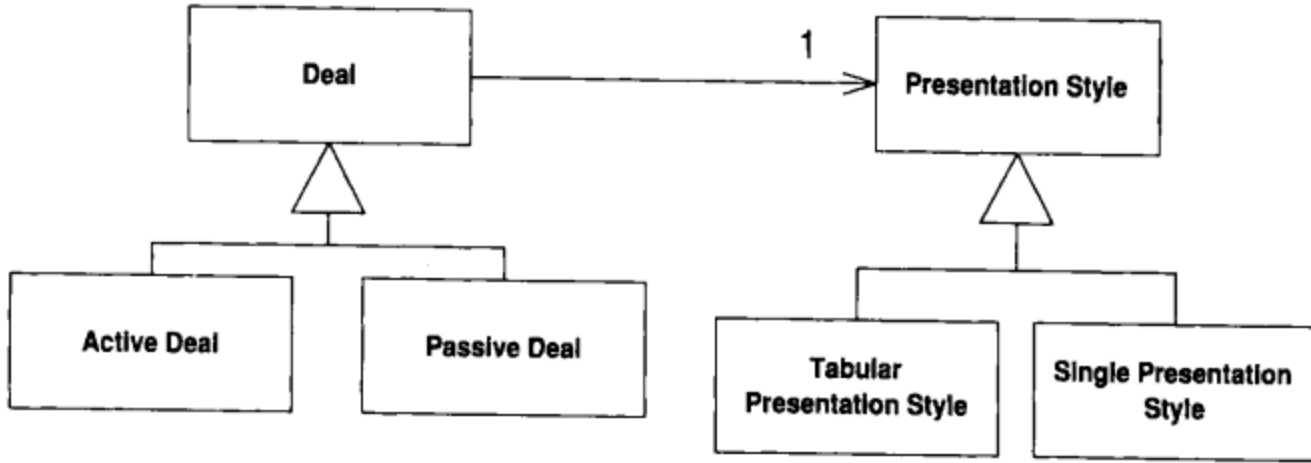 Deal
1
Presentation Style
Active Deal
Passive Deal
Tabular
Presentation Style
Single Presentation
Style